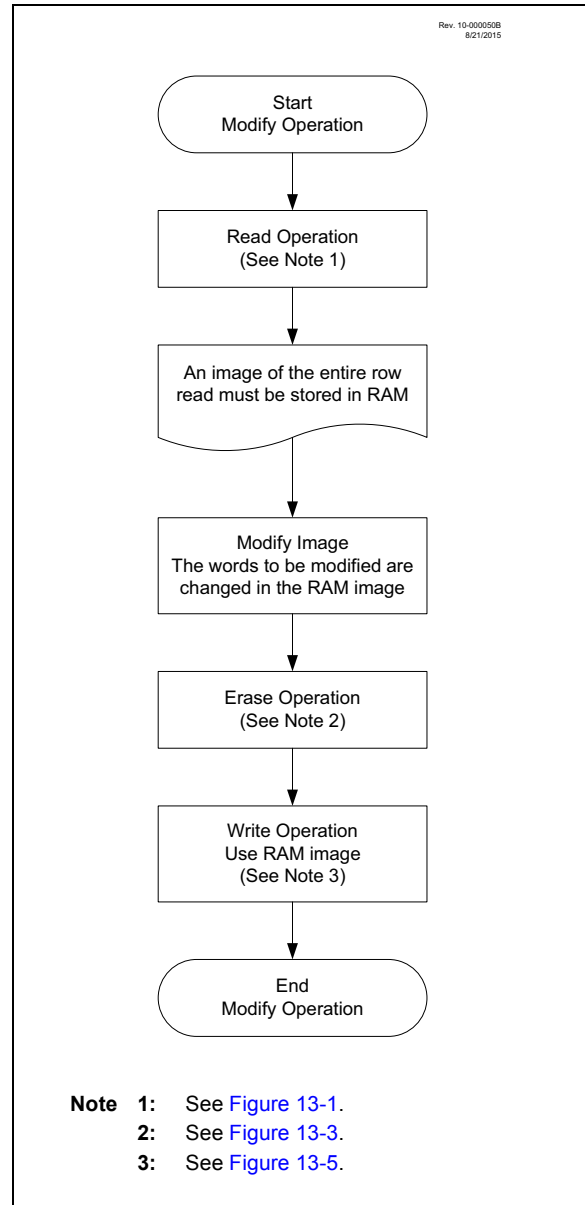 Rev. 10-000050B
8/21/2015
Start
Modify Operation
Read Operation
(See Note 1)
An image of the entire row
read must be stored in RAM
Modify Image
The words to be modified are
changed in the RAM image
Erase Operation
(See Note 2)
Write Operation
Use RAM image
(See Note 3)
End
Modify Operation
Note 1: See Figure 13-1.
2: See Figure 13-3.
3: See Figure 13-5.